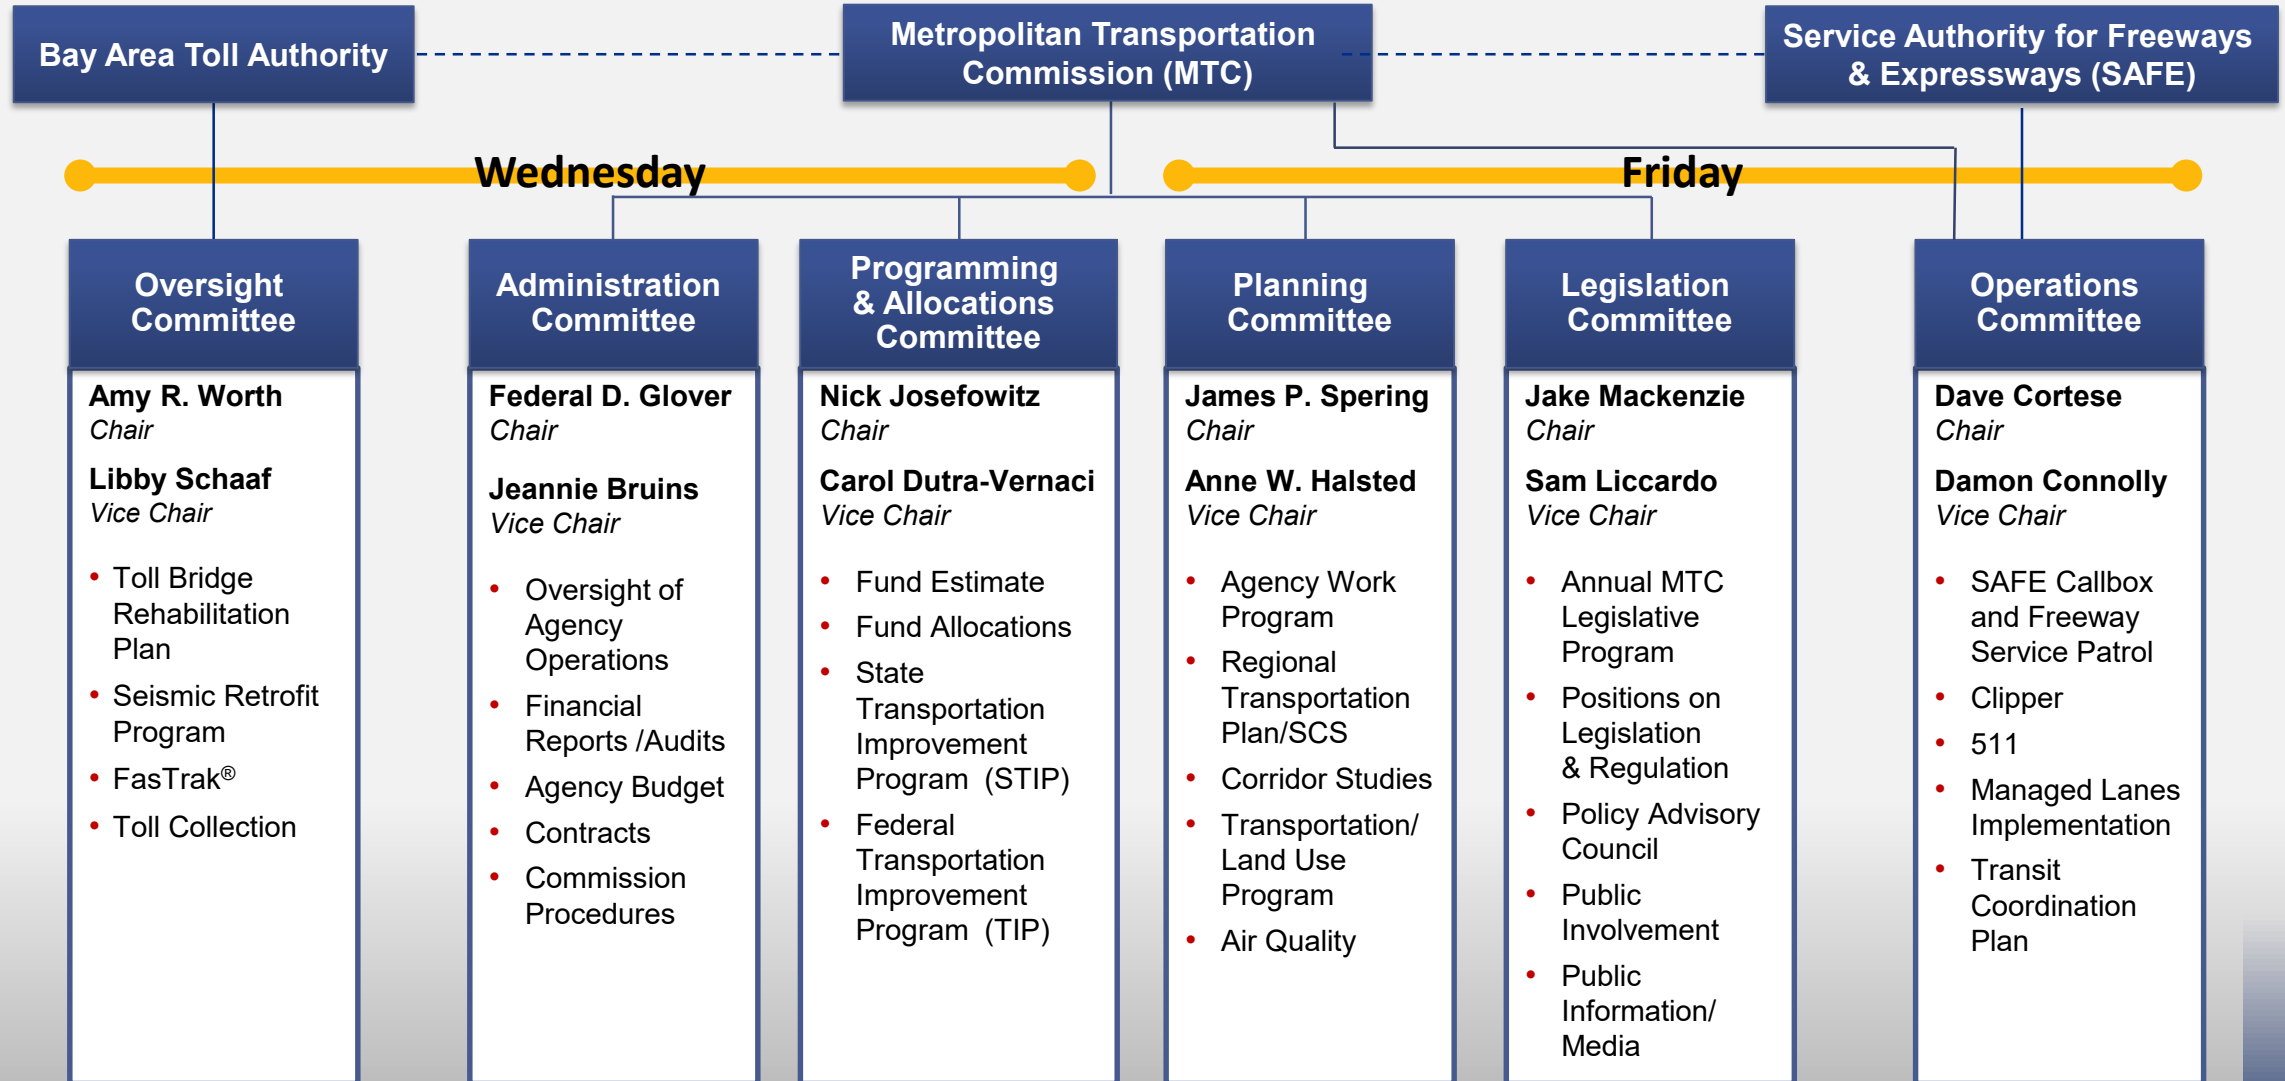 Bay Area Toll Authority
Metropolitan Transportation
Commission (MTC)
Service Authority for Freeways
& Expressways (SAFE)
Wednesday
Friday
Oversight
Committee
Amy R. Worth
Chair
Libby Schaaf
Vice Chair
• Toll Bridge
Rehabilitation
Plan
• Seismic Retrofit
Program
• FasTrak®
• Toll Collection
Administration
Committee
Federal D. Glover
Chair
Jeannie Bruins
Vice Chair
• Oversight of
Agency
Operations
• Financial
Reports /Audits
• Agency Budget
• Contracts
• Commission
Procedures
Programming
& Allocations
Committee
Nick Josefowitz
Chair
Carol Dutra-Vernaci
Vice Chair
• Fund Estimate
• Fund Allocations
• State
Transportation
Improvement
Program (STIP)
• Federal
Transportation
Improvement
Program (TIP)
Planning
Committee
James P. Spering
Chair
Anne W. Halsted
Vice Chair
• Agency Work
Program
• Regional
Transportation
Plan/SCS
• Corridor Studies
• Transportation/
Land Use
Program
• Air Quality
Legislation
Committee
Jake Mackenzie
Chair
Sam Liccardo
Vice Chair
• Annual MTC
Legislative
Program
• Positions on
Legislation
& Regulation
• Policy Advisory
Council
• Public
Involvement
• Public
Information/
Media
Operations
Committee
Dave Cortese
Chair
Damon Connolly
Vice Chair
• SAFE Callbox
and Freeway
Service Patrol
• Clipper
• 511
• Managed Lanes
Implementation
• Transit
Coordination
Plan